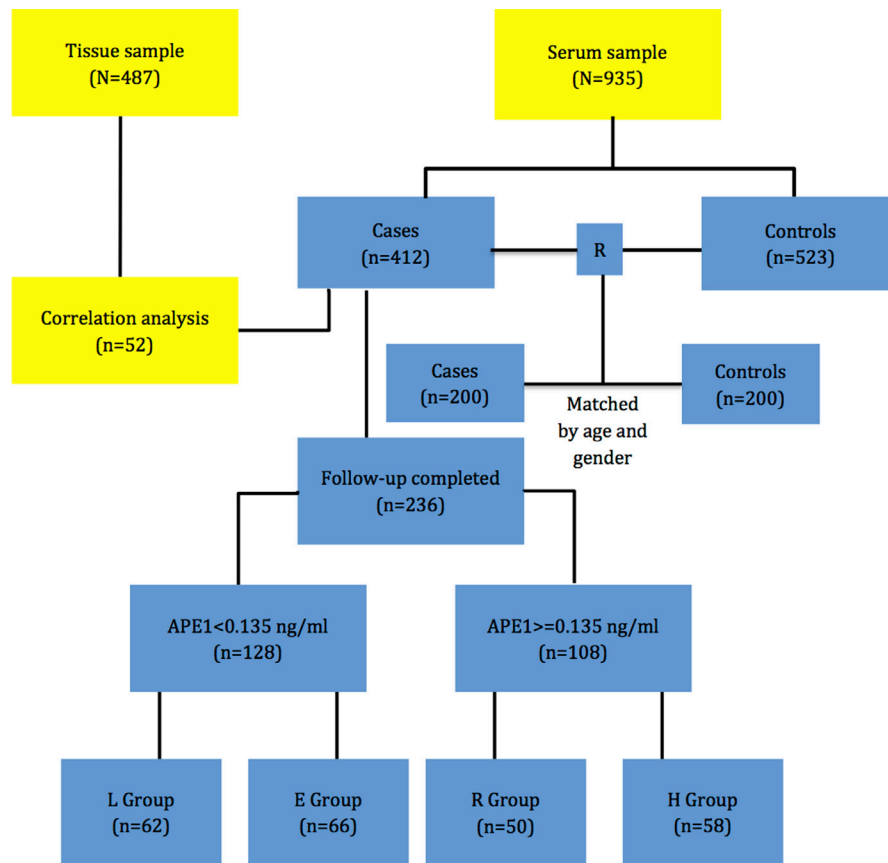 Tissue sample
(N=487)
Serum sample
(N=935)
Cases
(n=412)
R
Controls
(n=523)
Correlation analysis
(n=52)
Cases
(n=200)
Controls
(n=200)
Matched
by age and
gender
Follow-up completed
(n=236)
APE1<0.135 ng/ml
(n=128)
APE1>=0.135 ng/ml
(n=108)
L Group
(n=62)
E Group
(n=66)
R Group
(n=50)
H Group
(n=58)